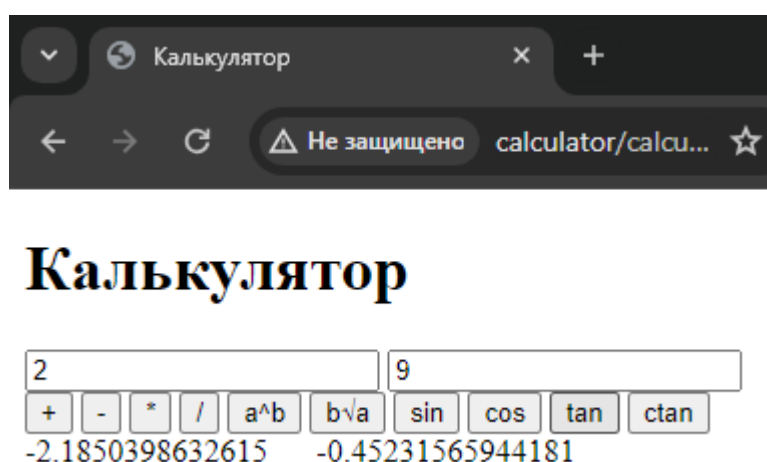 Калькулятор
Не защищено calculator/calcu...
Калькулятор
2 9
+ - * / a^b b√a sin cos tan ctan
-2.1850398632615 -0.45231565944181